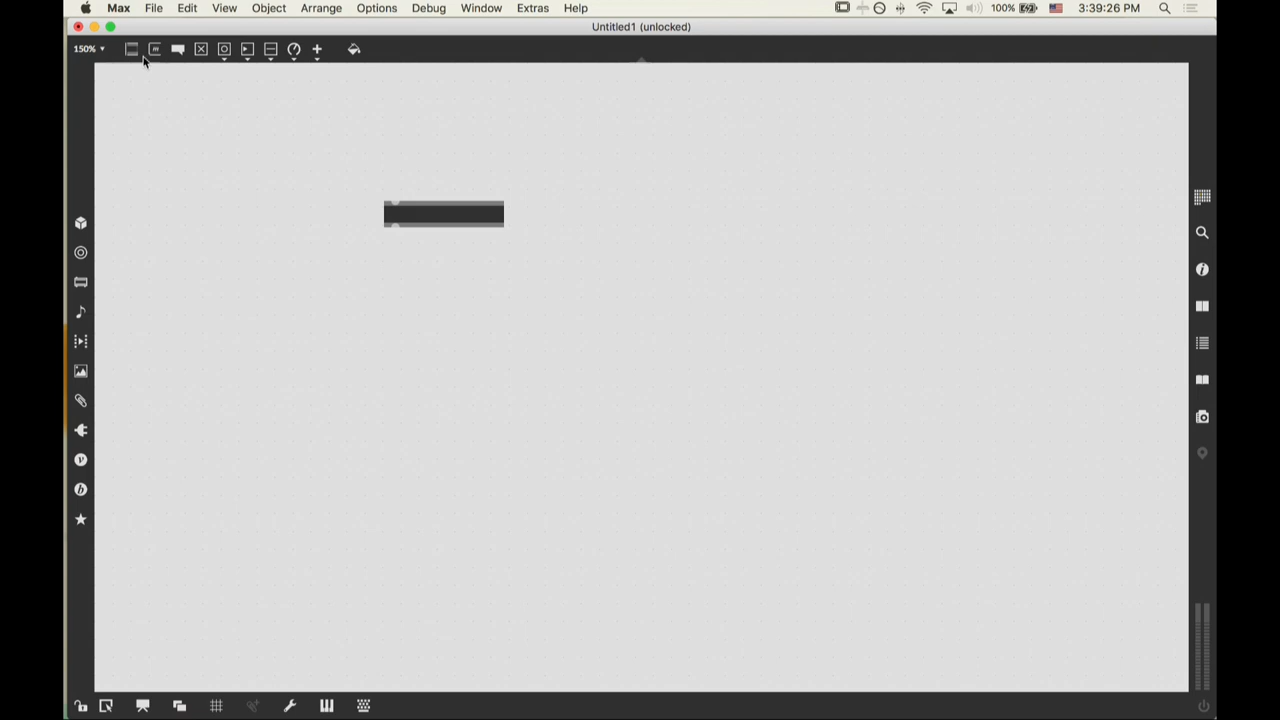 Max File Edit View Object Arrange Options Debug Window Extras Help 100% 3:39:26 PM
Untitled1 (unlocked)
150%